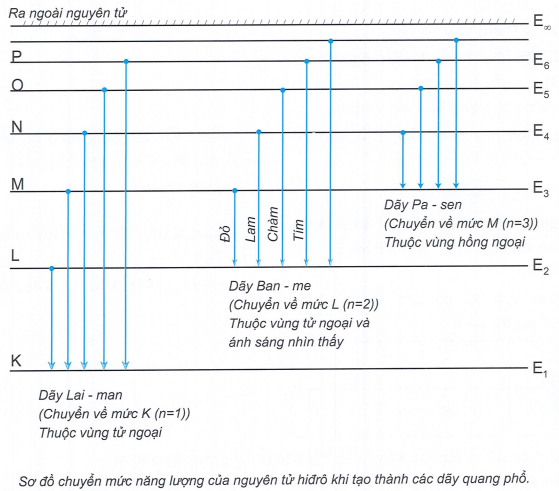 Ra ngoài nguyên tử
E∞
P
E₆
O
E₅
N
E₄
M
E₃
Đỏ
Lam
Chàm
Tím
Dãy Pa - sen
(Chuyển về mức M (n=3))
Thuộc vùng hồng ngoại
L
E₂
Dãy Ban - me
(Chuyển về mức L (n=2))
Thuộc vùng tử ngoại và
ánh sáng nhìn thấy
K
E₁
Dãy Lai - man
(Chuyển về mức K (n=1))
Thuộc vùng tử ngoại
Sơ đồ chuyển mức năng lượng của nguyên tử hiđrô khi tạo thành các dãy quang phổ.